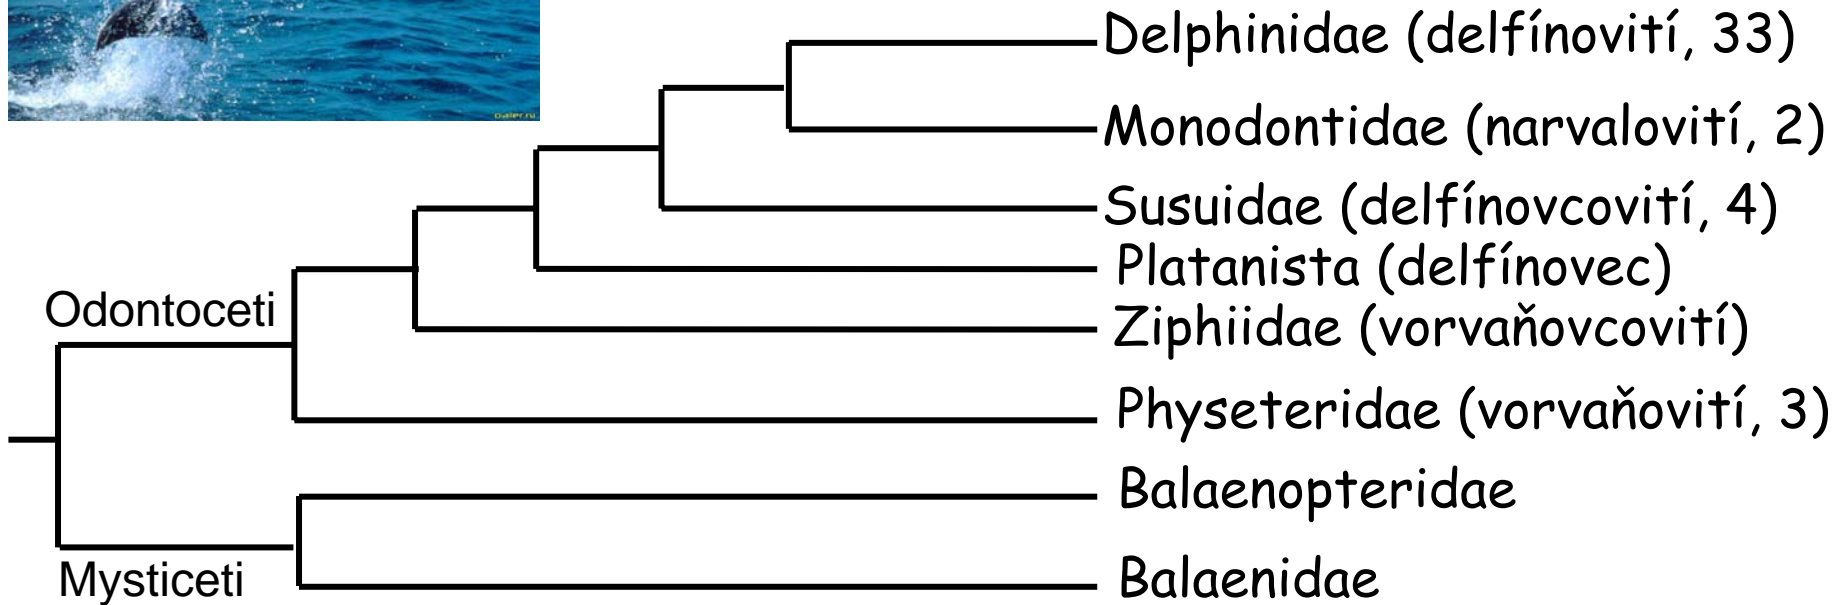 Delphinidae (delfínovití, 33)
Monodontidae (narvalovití, 2)
Susuidae (delfínovcovití, 4)
Platanista (delfínovec)
Odontoceti
Ziphiidae (vorvaňovcovití)
Physeteridae (vorvaňovití, 3)
Balaenopteridae
Mysticeti
Balaenidae